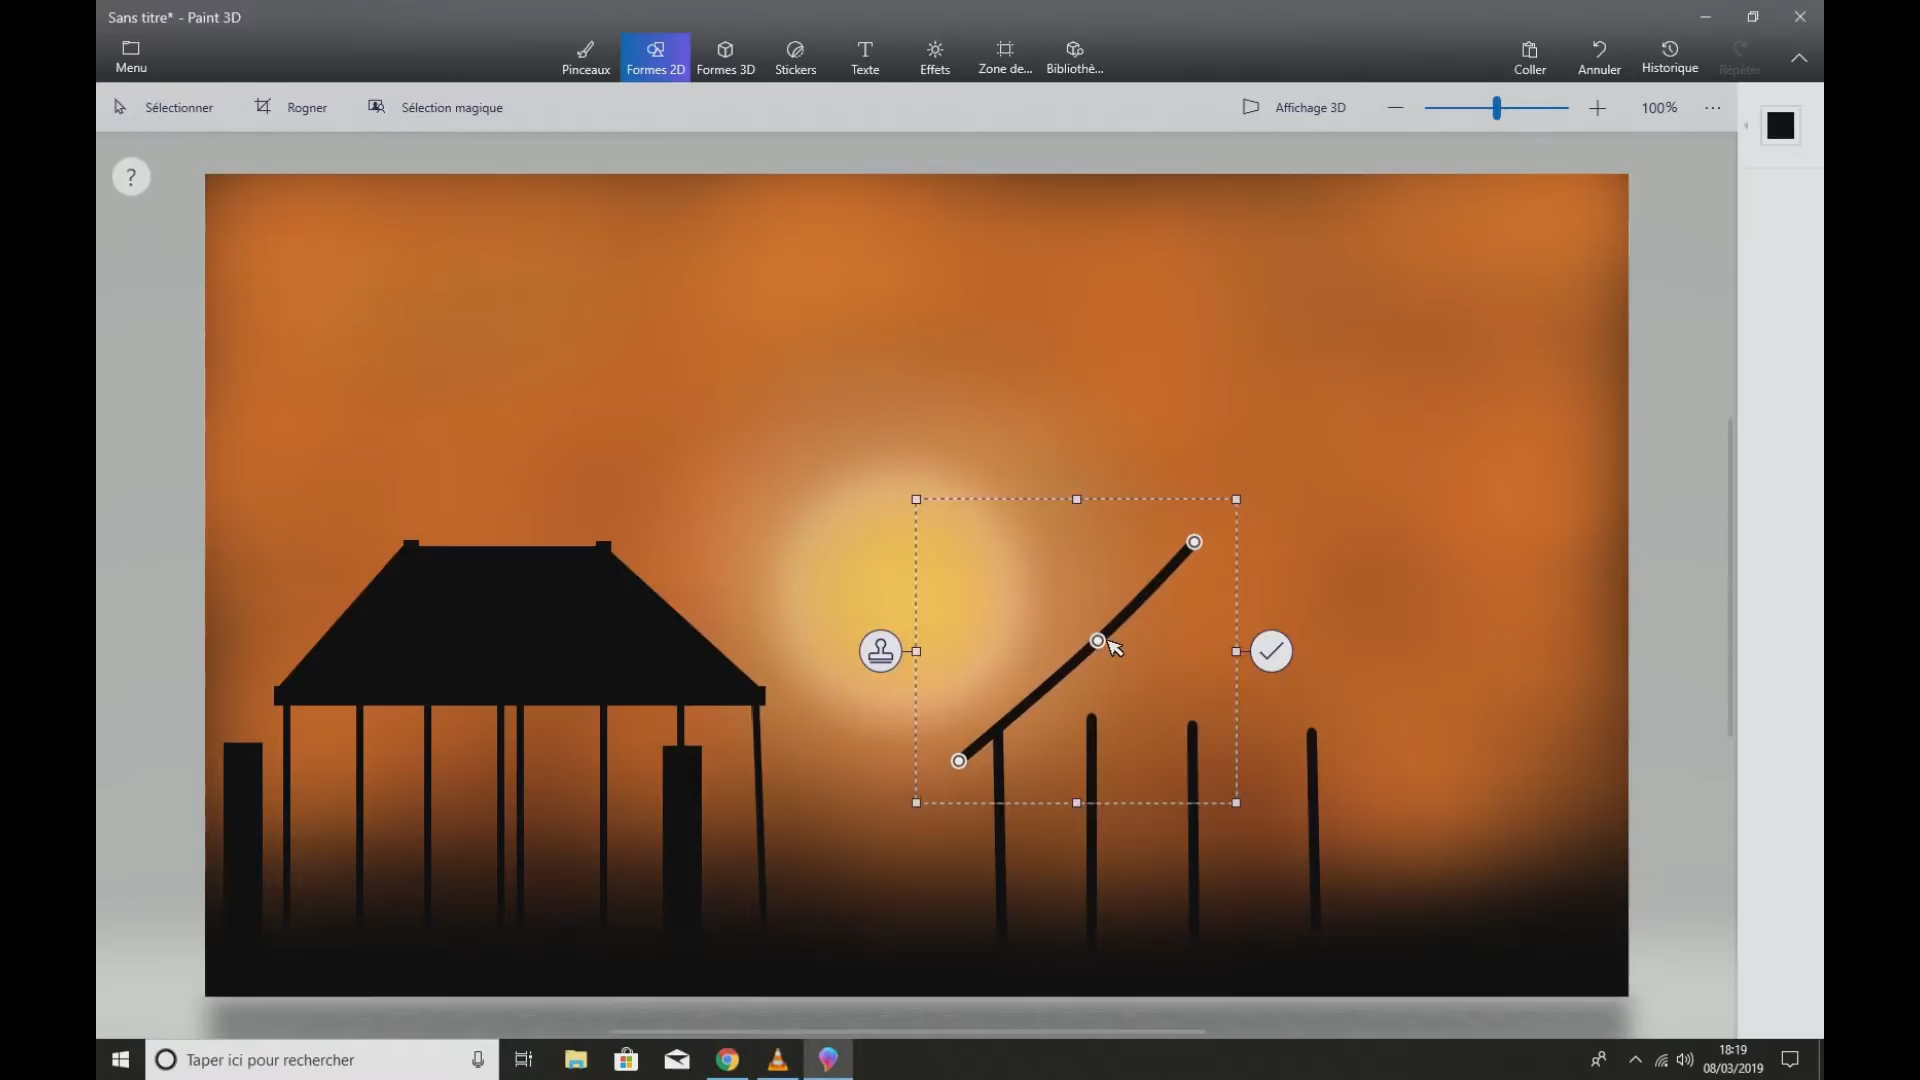 Sans titre* - Paint 3D
Menu
Pinceaux
Formes 2D
Formes 3D
Stickers
Texte
Effets
Zone de...
Bibliothè...
Coller
Annuler
Historique
Répéter
Sélectionner
Rogner
Sélection magique
Affichage 3D
100%
?
Taper ici pour rechercher
18:19
08/03/2019